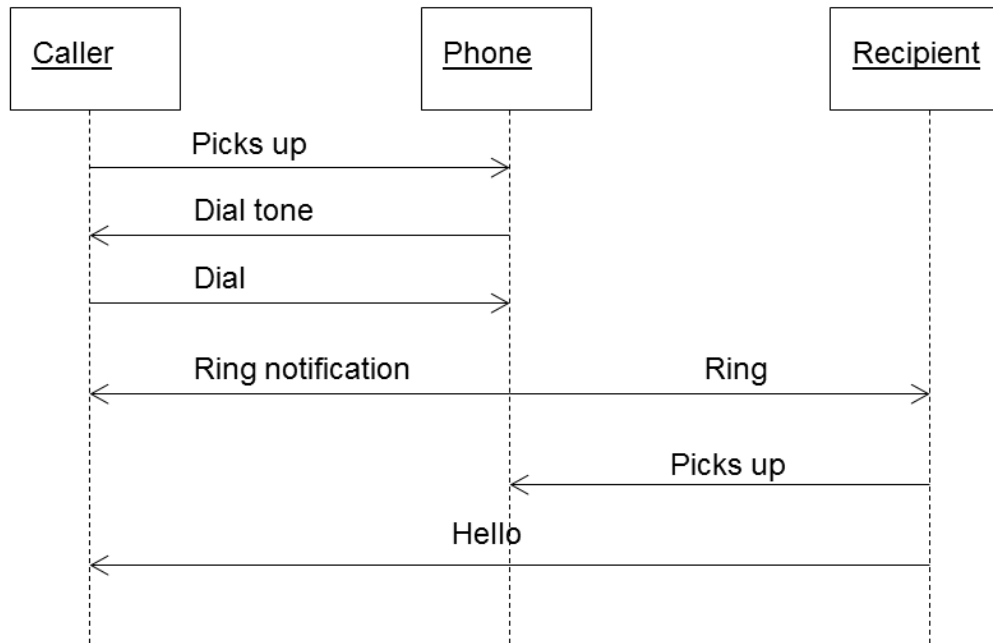 Caller
Phone
Recipient
Picks up
Dial tone
Dial
Ring notification
Ring
Picks up
Hello